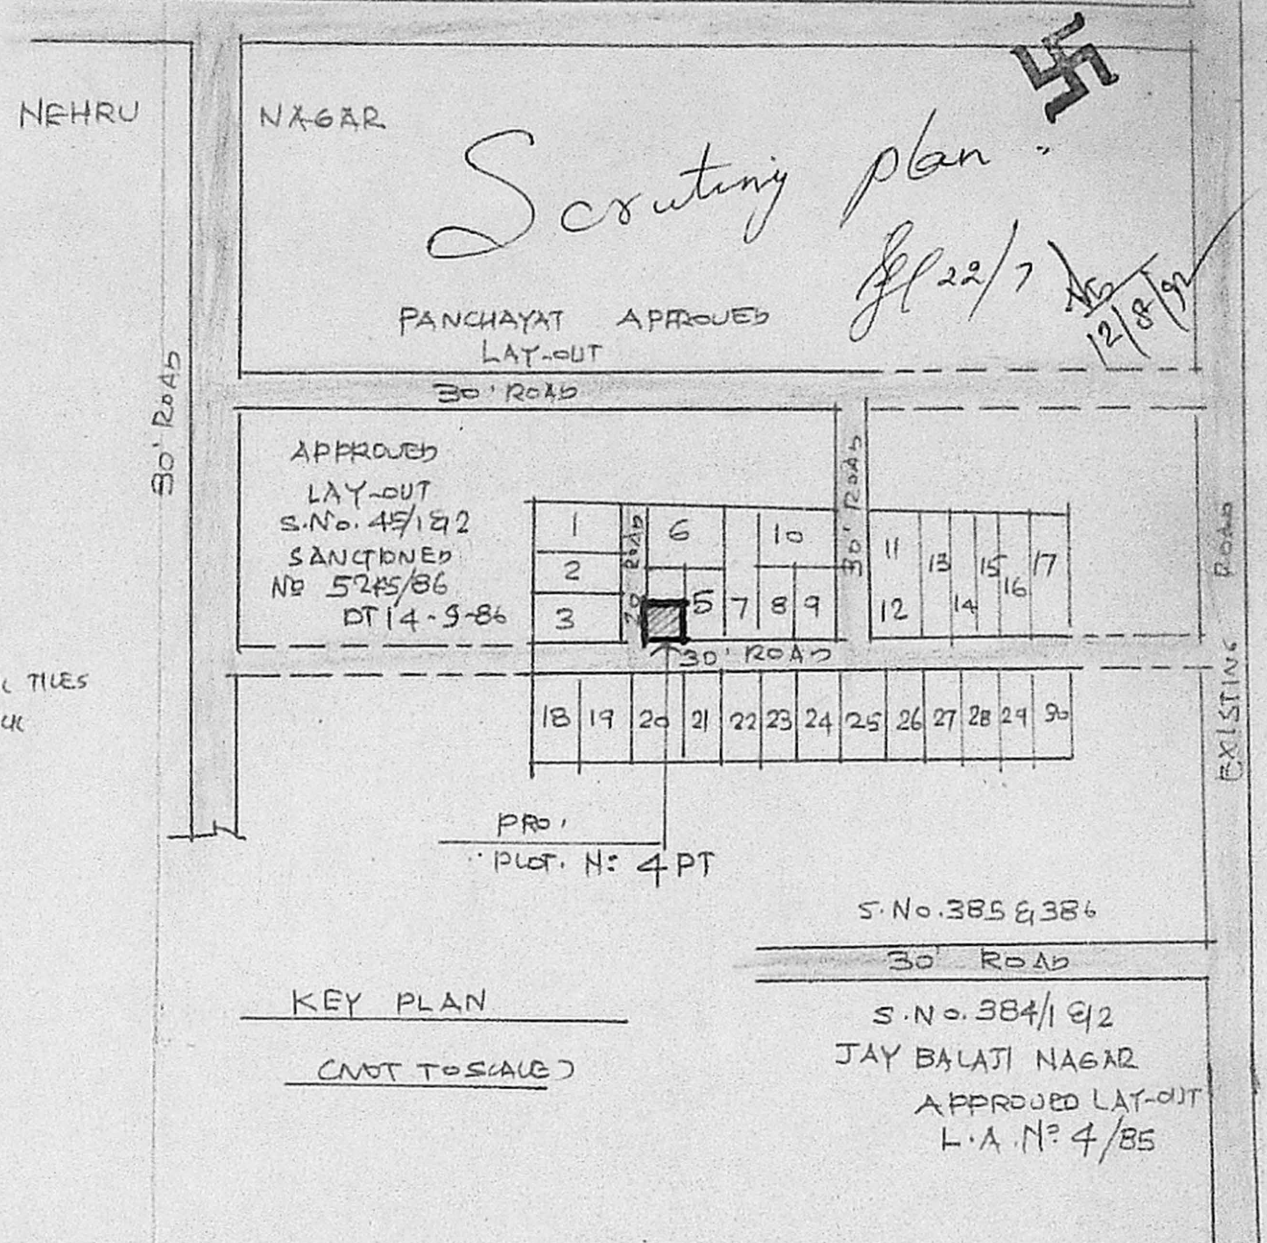 NEHRU NAGAR
Scrutiny plan.
22/7
12/8/92
PANCHAYAT APPROVED
LAY-OUT
30' ROAD
30' ROAD
APPROVED
LAY-OUT
S.No. 45/1&2
SANCTIONED
No 5245/86
DT 14-9-86
30' ROAD
20' ROAD
1
2
3
6
5
7
8
9
10
11
12
13
14
15
16
17
30' ROAD
TILES
18 19 20 21 22 23 24 25 26 27 28 29 30
EXISTING ROAD
PRO,
PLOT. No: 4 PT
S.No. 385 & 386
30' ROAD
KEY PLAN
(NOT TO SCALE)
S.No. 384/1 &2
JAY BALAJI NAGAR
APPROVED LAY-OUT
L.A. No 4/85